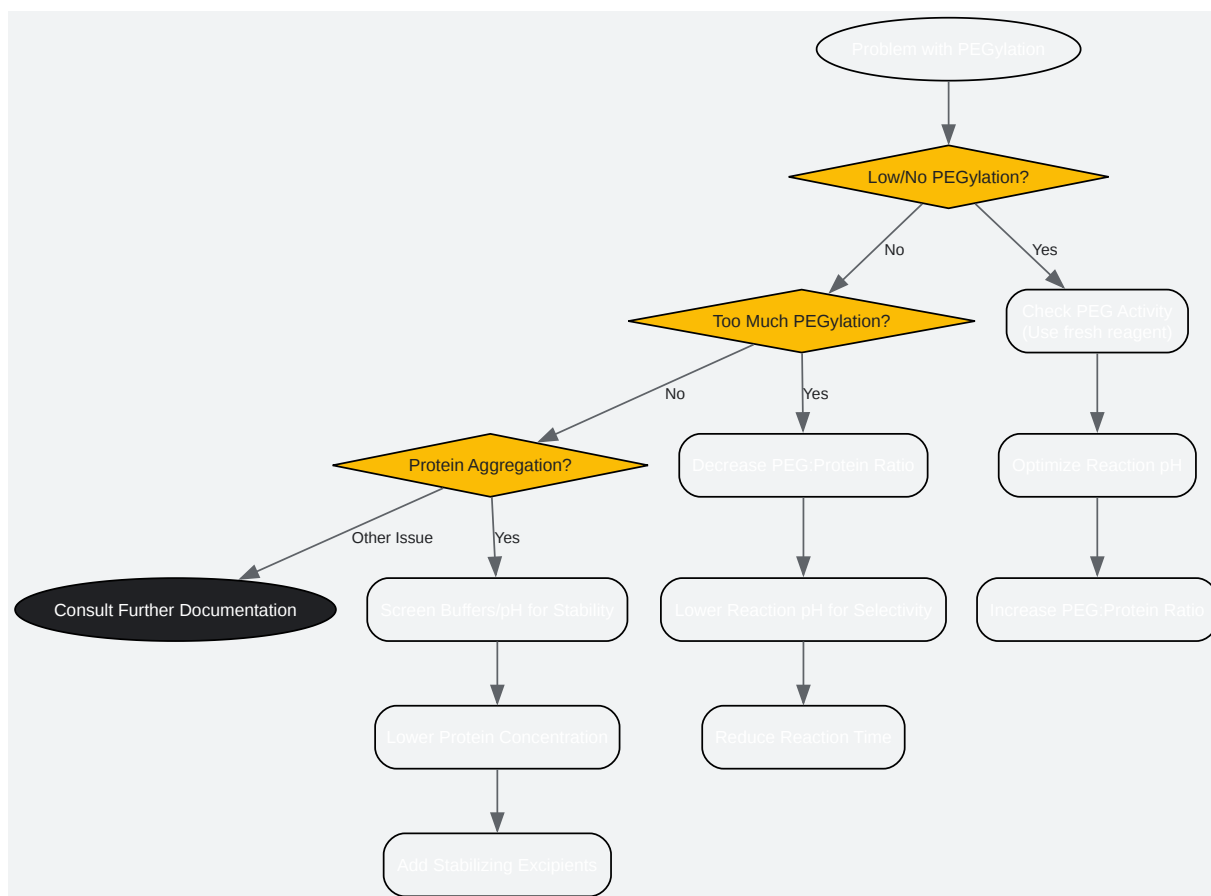 Problem with PEGylation
Low/No PEGylation?
No
Yes
Too Much PEGylation?
Check PEG Activity
(Use fresh reagent)
No
Yes
Protein Aggregation?
Decrease PEG:Protein Ratio
Optimize Reaction pH
Other Issue
Yes
Consult Further Documentation
Screen Buffers/pH for Stability
Lower Reaction pH for Selectivity
Increase PEG:Protein Ratio
Lower Protein Concentration
Reduce Reaction Time
Add Stabilizing Excipients